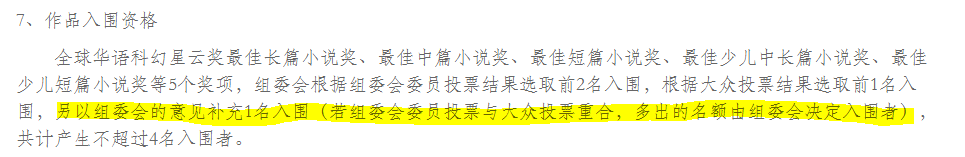 7、作品入围资格
全球华语科幻星云奖最佳长篇小说奖、最佳中篇小说奖、最佳短篇小说奖、最佳少儿中长篇小说奖、最佳
少儿短篇小说奖等5个奖项，组委会根据组委会委员投票结果选取前2名入围，根据大众投票结果选取前1名入
围，另以组委会的意见补充1名入围（若组委会委员投票与大众投票重合，多出的名额由组委会决定入围者），
共计产生不超过4名入围者。